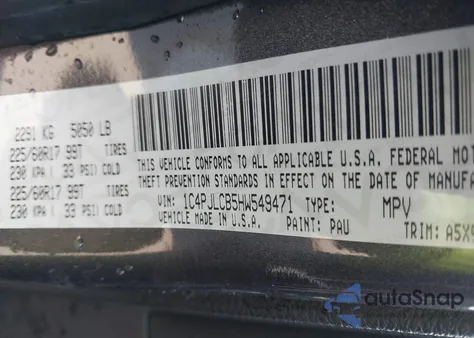 2291 KG 5050 LB
225/60R17 99T TIRES
230 KPA / 33 PSI COLD
225/60R17 99T TIRES
230 KPA / 33 PSI COLD
THIS VEHICLE CONFORMS TO ALL APPLICABLE U.S.A. FEDERAL MOTOR
THEFT PREVENTION STANDARDS IN EFFECT ON THE DATE OF MANUFA
VIN: 1C4PJLCB5HW549471 TYPE: MPV
VEHICLE MADE IN U.S.A. PAINT: PAU TRIM: A5X9
autoSnap